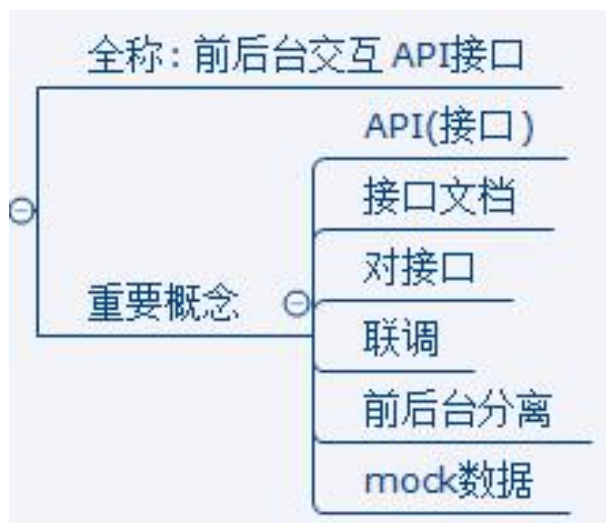 全称:前后台交互 API接口
API(接口)
接口文档
对接口
重要概念
联调
前后台分离
mock数据